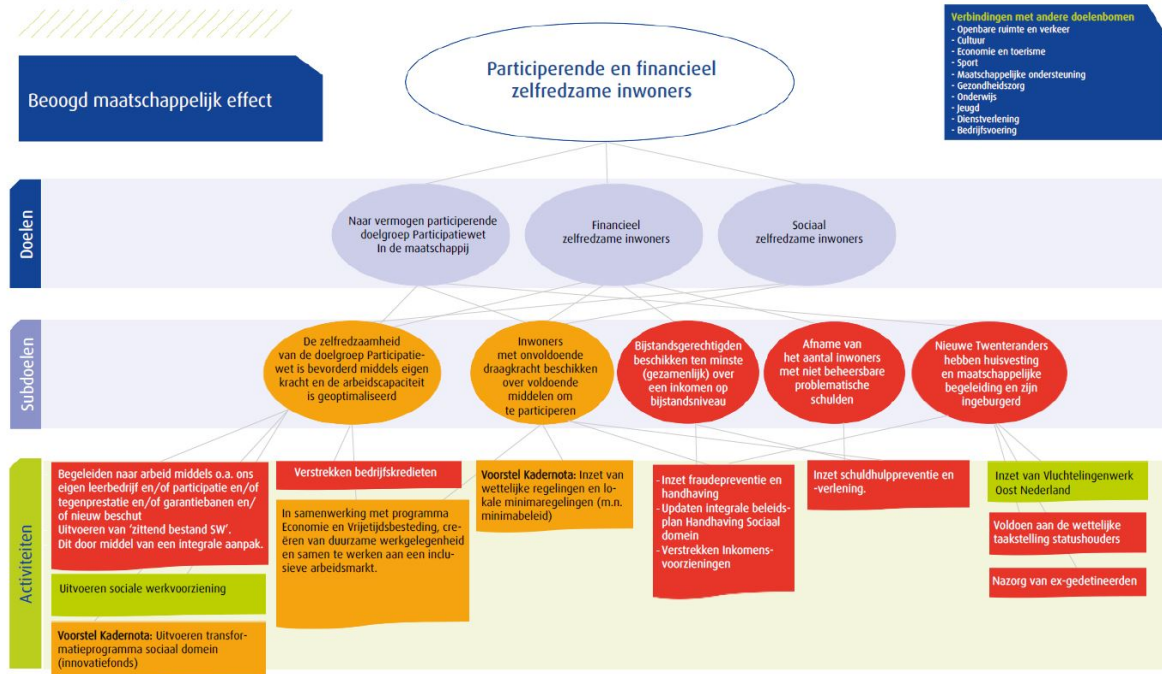 Verbindingen met andere doelenbomen
- Openbare ruimte en verkeer
- Cultuur
- Economie en toerisme
- Sport
- Maatschappelijke ondersteuning
- Gezondheidszorg
- Onderwijs
- Jeugd
- Dienstverlening
- Bedrijfsvoering
Beoogd maatschappelijk effect
Participerende en financieel
zelfredzame inwoners
Doelen
Naar vermogen participerende
doelgroep Participatiewet
In de maatschappij
Financieel
zelfredzame inwoners
Sociaal
zelfredzame inwoners
Subdoelen
De zelfredzaamheid
van de doelgroep Participatie-
wet is bevorderd middels eigen
kracht en de arbeidscapaciteit
is geoptimaliseerd
Inwoners
met onvoldoende
draagkracht beschikken
over voldoende
middelen om
te participeren
Bijstandsgerechtigden
beschikken ten minste
(gezamenlijk) over
een inkomen op
bijstandsniveau
Afname van
het aantal inwoners
met niet beheersbare
problematische
schulden
Nieuwe Twenteranders
hebben huisvesting
en maatschappelijke
begeleiding en zijn
ingeburgerd
Activiteiten
Begeleiden naar arbeid middels o.a. ons
eigen leerbedrijf en/of participatie en/of
tegenprestatie en/of garantiebanen en/
of nieuw beschut
Uitvoeren van 'zittend bestand SW'.
Dit door middel van een integrale aanpak.
Uitvoeren sociale werkvoorziening
Voorstel Kadernota: Uitvoeren transfor-
matieprogramma sociaal domein
(innovatiefonds)
Verstrekken bedrijfskredieten
In samenwerking met programma
Economie en Vrijetijdsbesteding, cre-
ëren van duurzame werkgelegenheid
en samen te werken aan een inclu-
sieve arbeidsmarkt.
Voorstel Kadernota: Inzet van
wettelijke regelingen en lo-
kale minimaregelingen (m.n.
minimabeleid)
- Inzet fraudepreventie en
handhaving
- Updaten integrale beleids-
plan Handhaving Sociaal
domein
- Verstrekken Inkomens-
voorzieningen
Inzet schuldhulppreventie en
-verlening.
Inzet van Vluchtelingenwerk
Oost Nederland
Voldoen aan de wettelijke
taakstelling statushouders
Nazorg van ex-gedetineerden